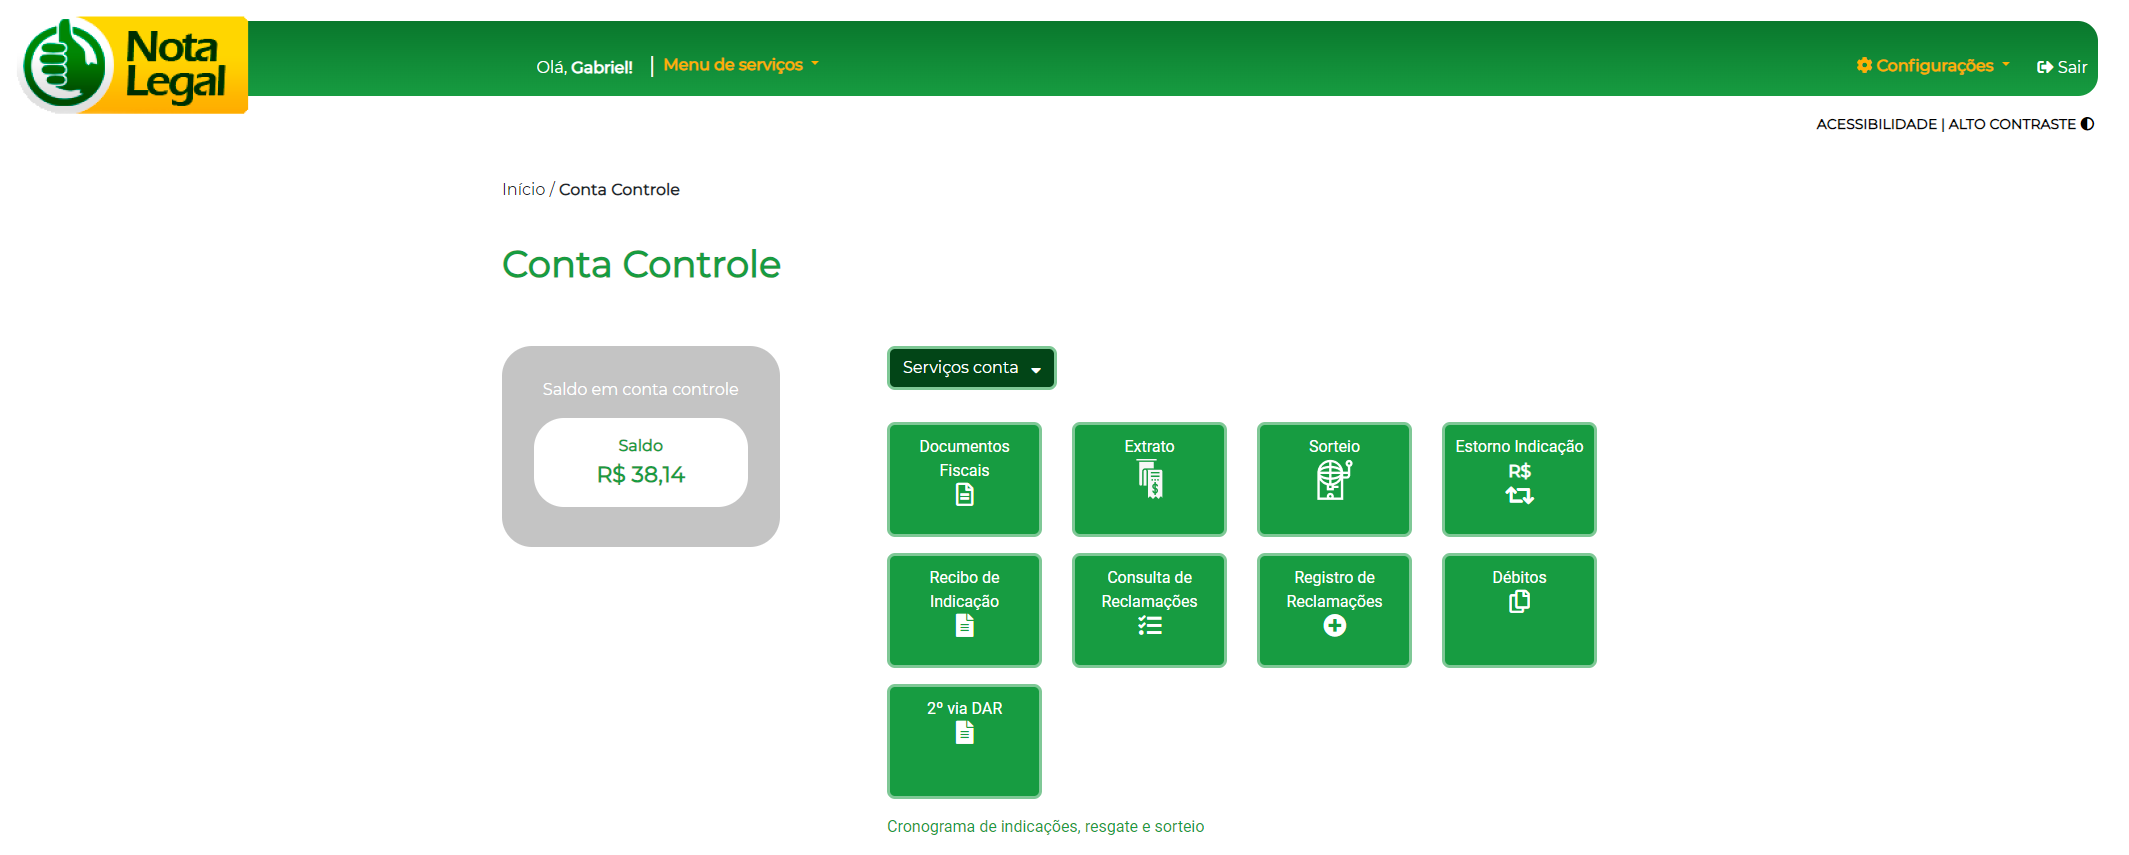 Nota
Legal
Olá, Gabriel! | Menu de serviços
Configurações
Sair
ACESSIBILIDADE | ALTO CONTRASTE
Início / Conta Controle
Conta Controle
Saldo em conta controle
Saldo
R$ 38,14
Serviços conta
Documentos
Fiscais
Extrato
Sorteio
Estorno Indicação
R$
Recibo de
Indicação
Consulta de
Reclamações
Registro de
Reclamações
Débitos
2º via DAR
Cronograma de indicações, resgate e sorteio